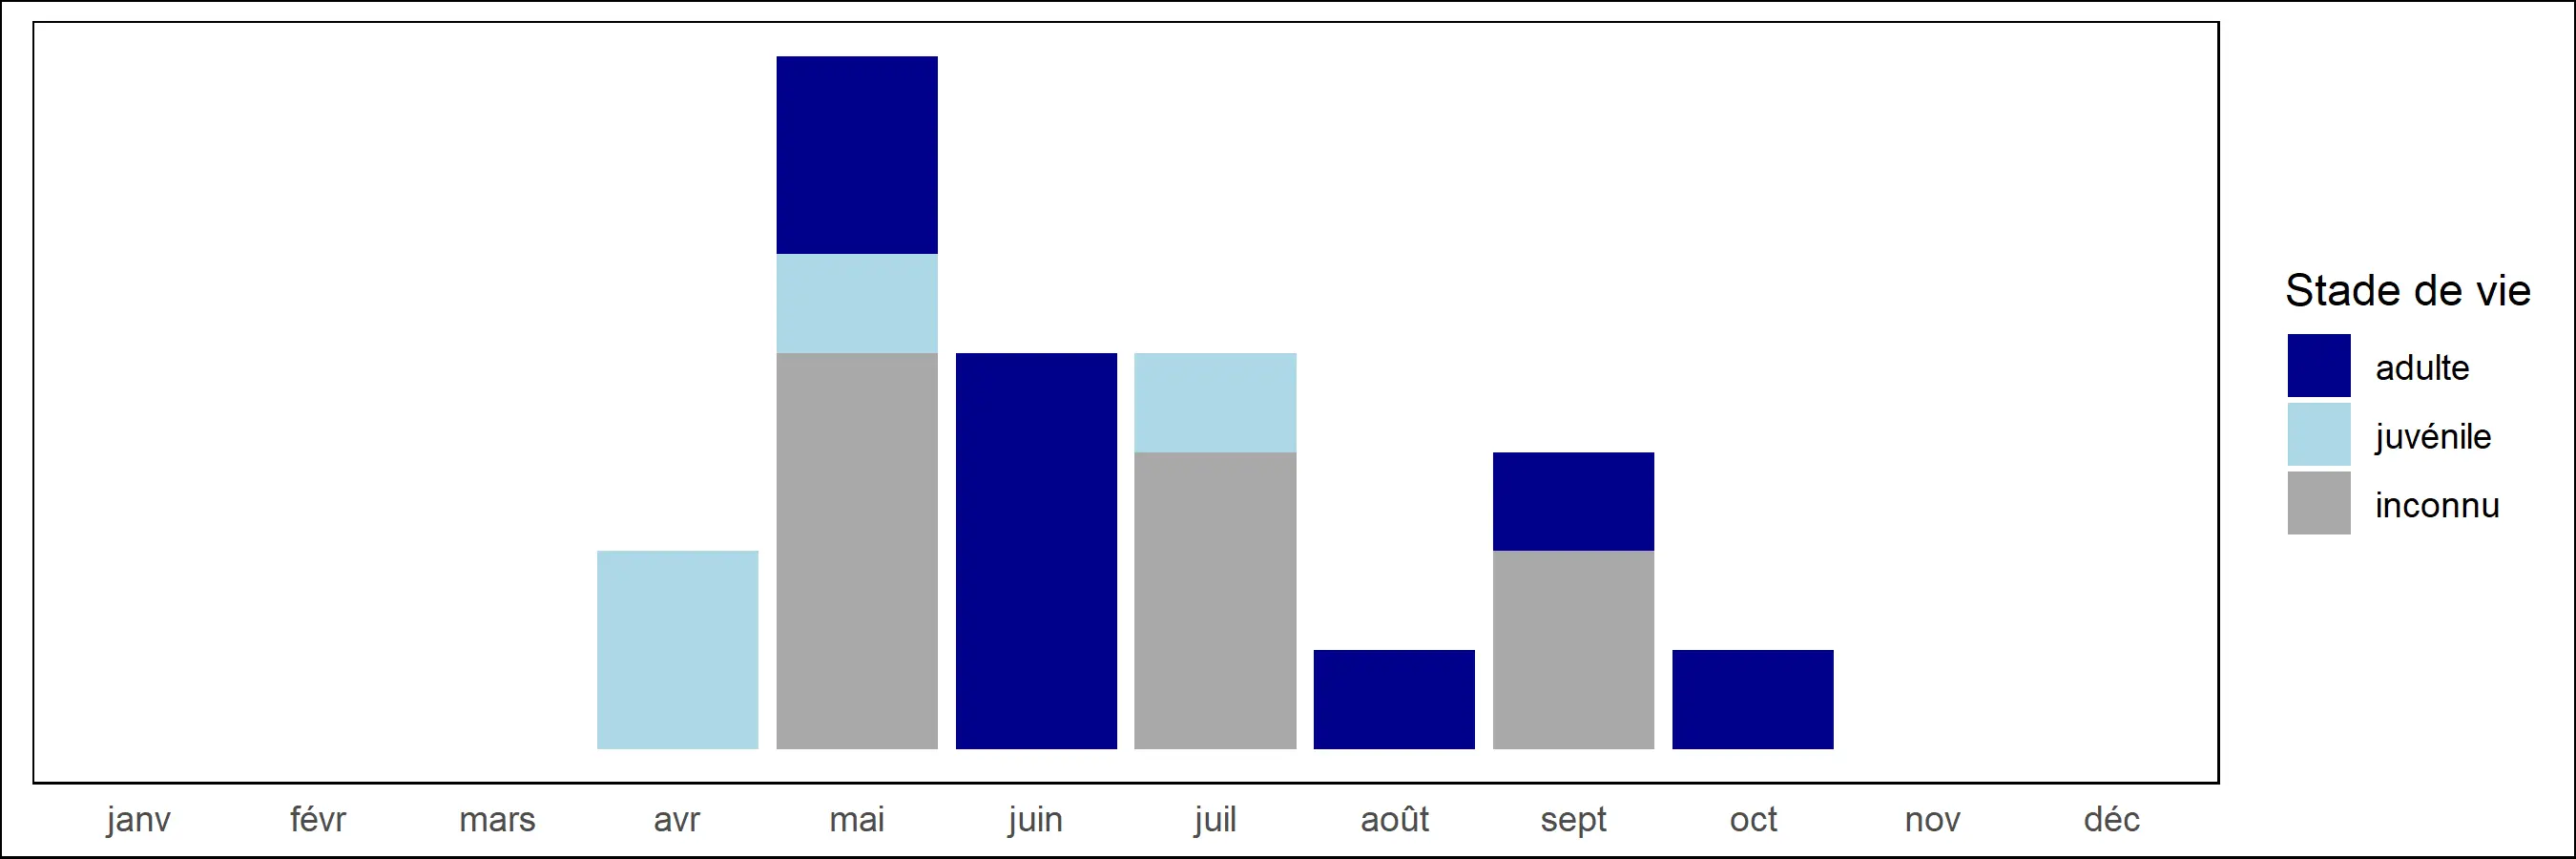 Stade de vie
adulte
juvénile
inconnu
janv févr mars avr mai juin juil août sept oct nov déc